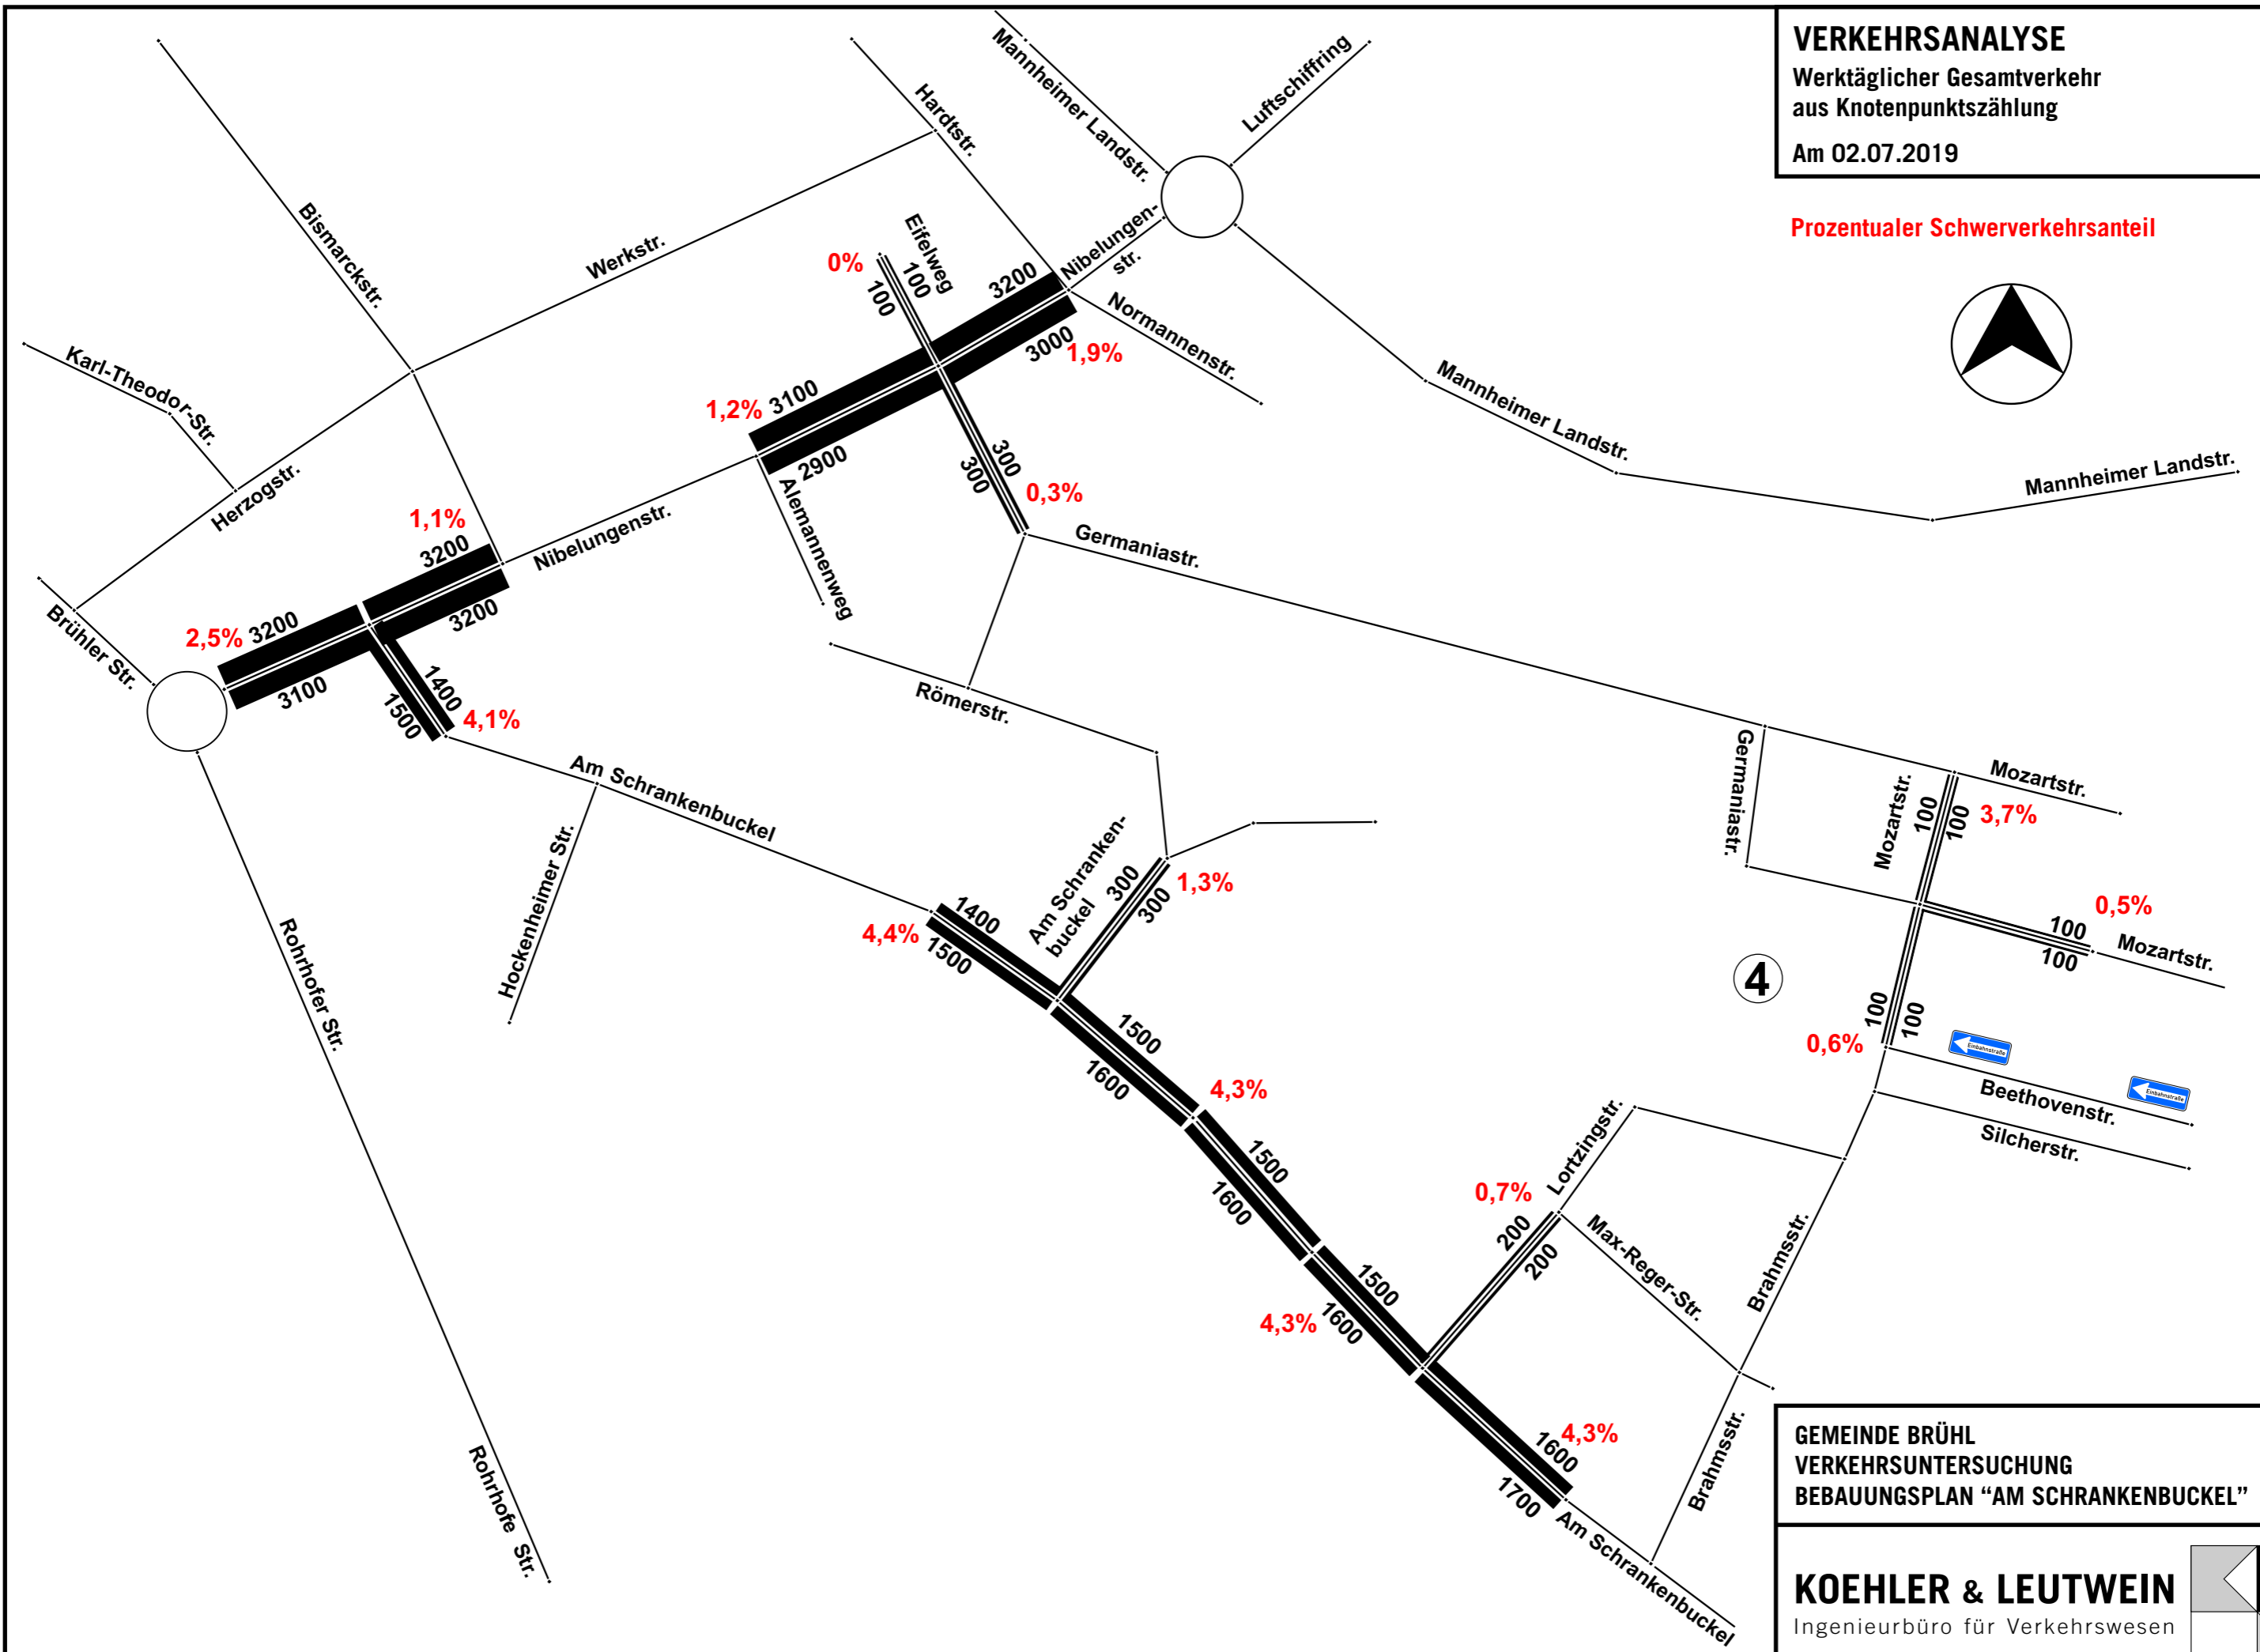 VERKEHRSANALYSE
Werktäglicher Gesamtverkehr
aus Knotenpunktszählung
Am 02.07.2019
Prozentualer Schwerverkehrsanteil
Mannheimer Landstr.
Luftschiffring
Hardtstr.
Bismarckstr.
Werkstr.
Eifelweg
0%
100
100
3200
Nibelungen-
str.
Normannenstr.
3000
1,9%
Karl-Theodor-Str.
Mannheimer Landstr.
Mannheimer Landstr.
1,2%
3100
2900
300
300
0,3%
Herzogstr.
Alemannenweg
Germaniastr.
1,1%
3200
Nibelungenstr.
3200
Brühler Str.
2,5%
3200
3100
1400
1500
4,1%
Römerstr.
Am Schrankenbuckel
Hockenheimer Str.
Germaniastr.
Mozartstr.
Mozartstr.
100
100
3,7%
Am Schranken-
buckel
300
300
1,3%
0,5%
100
100
Mozartstr.
1400
4,4%
1500
Rohrhofer Str.
4
100
100
0,6%
Einbahnstraße
Einbahnstraße
Beethovenstr.
Silcherstr.
1500
1600
4,3%
1500
1600
Lortzingstr.
0,7%
200
200
Max-Reger-Str.
Brahmsstr.
1500
4,3%
1600
Brahmsstr.
1600
4,3%
1700
Am Schrankenbuckel
Rohrhofe Str.
GEMEINDE BRÜHL
VERKEHRSUNTERSUCHUNG
BEBAUUNGSPLAN “AM SCHRANKENBUCKEL”
KOEHLER & LEUTWEIN
Ingenieurbüro für Verkehrswesen